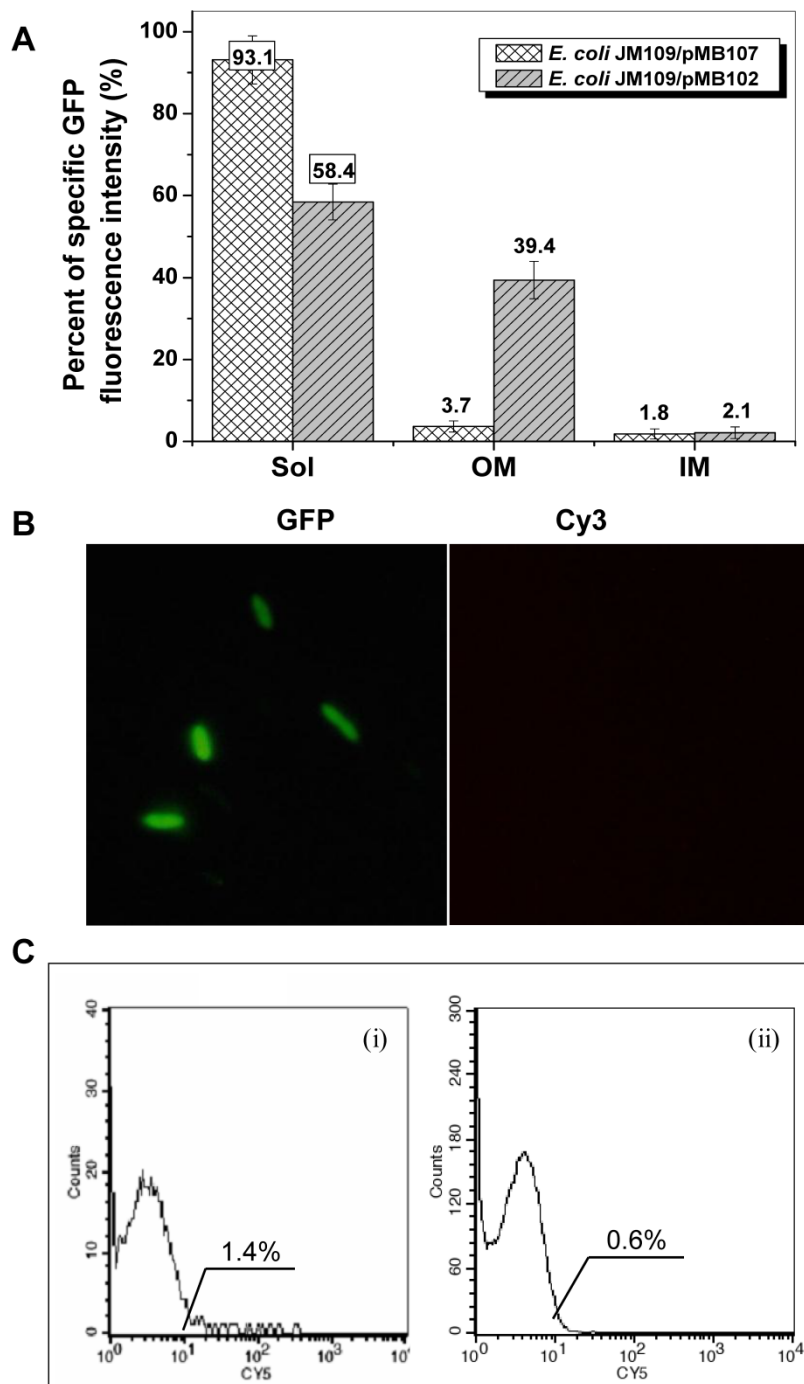 A
Percent of specific GFP
fluorescence intensity (%)
100
80
60
40
20
0
E. coli JM109/pMB107
E. coli JM109/pMB102
93.1
58.4
3.7
39.4
1.8
2.1
Sol
OM
IM
B
GFP
Cy3
C
(i)
Counts
40
30
20
10
0
1.4%
10⁰
10¹
10²
10³
10⁴
CY5
(ii)
Counts
300
240
180
120
60
0
0.6%
10⁰
10¹
10²
10³
10⁴
CY5